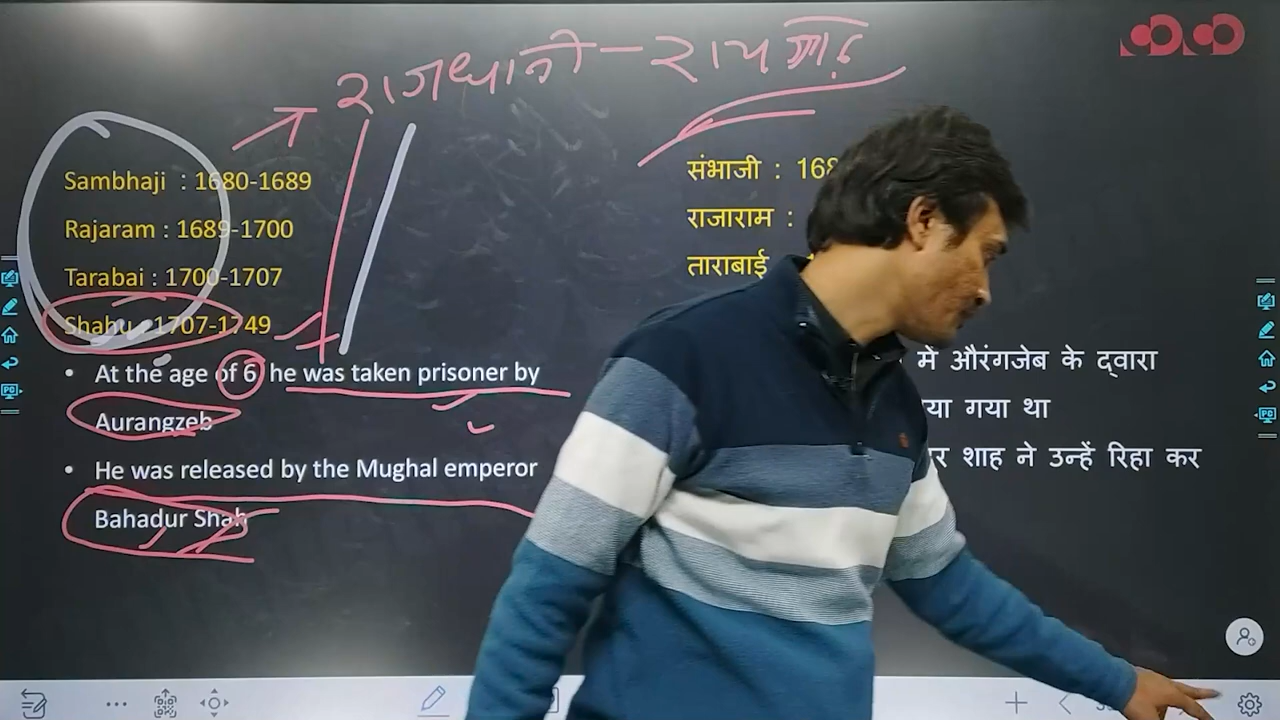 राजधानी - रायगढ़
Sambhaji : 1680-1689
Rajaram : 1689-1700
Tarabai : 1700-1707
Shahu : 1707-1749
• At the age of 6 he was taken prisoner by
Aurangzeb
• He was released by the Mughal emperor
Bahadur Shah
संभाजी : 168
राजाराम :
ताराबाई
में औरंगजेब के द्वारा
या गया था
शाह ने उन्हें रिहा कर